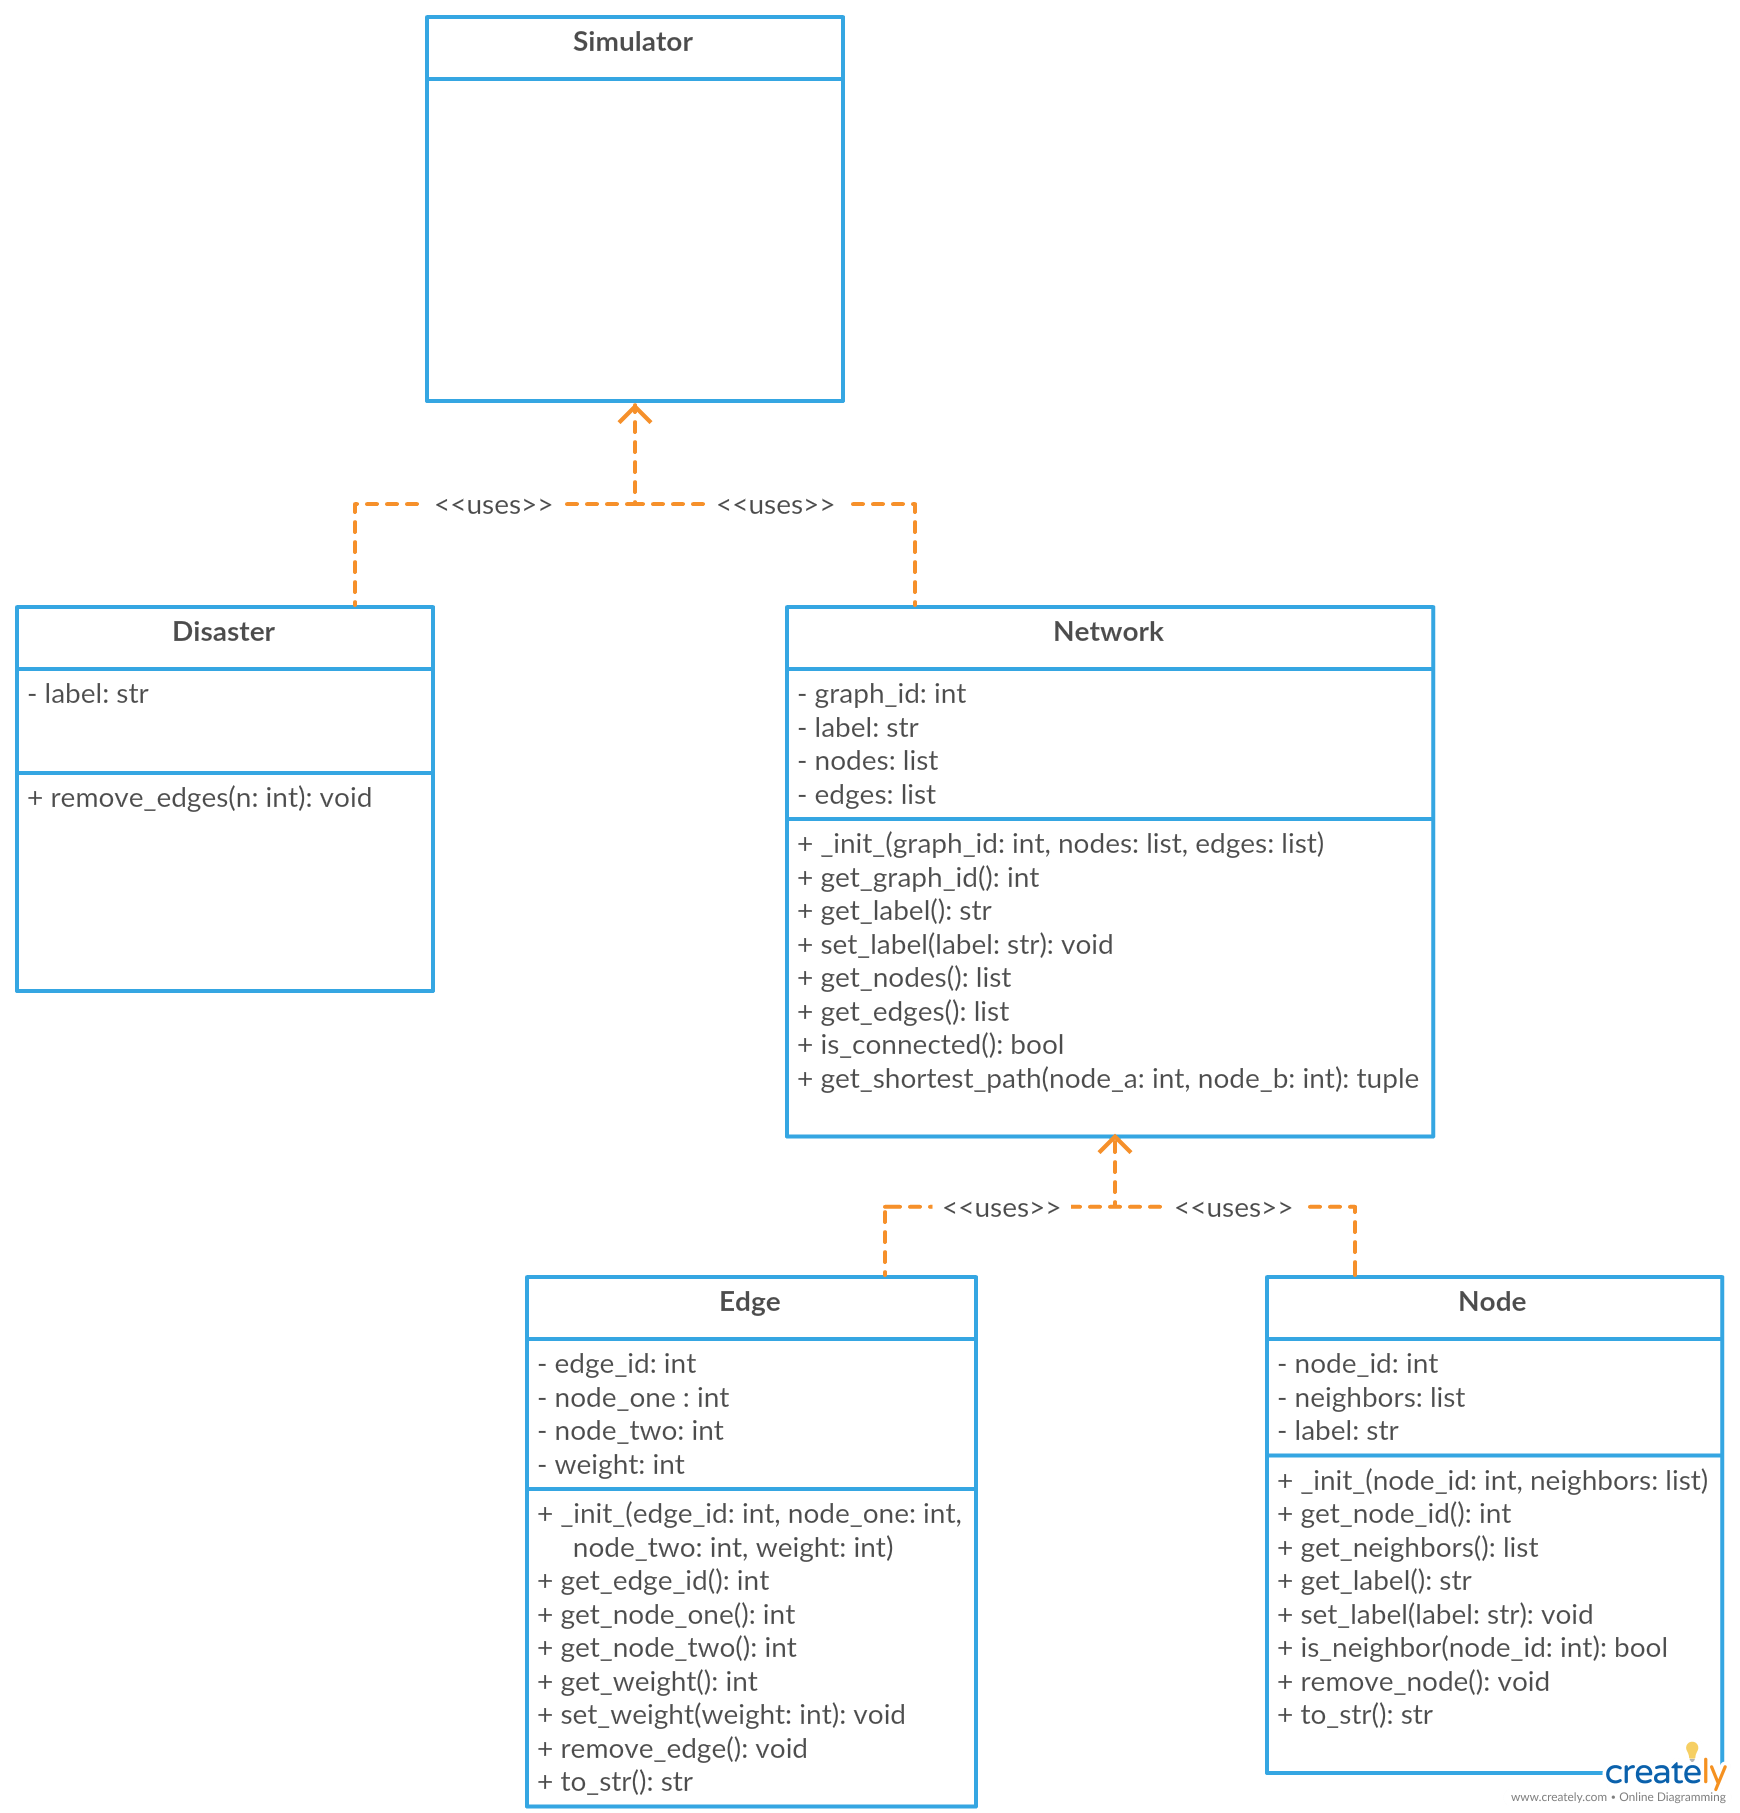 Simulator
<<uses>>
<<uses>>
Disaster
- label: str
+ remove_edges(n: int): void
Network
- graph_id: int
- label: str
- nodes: list
- edges: list
+ _init_(graph_id: int, nodes: list, edges: list)
+ get_graph_id(): int
+ get_label(): str
+ set_label(label: str): void
+ get_nodes(): list
+ get_edges(): list
+ is_connected(): bool
+ get_shortest_path(node_a: int, node_b: int): tuple
<<uses>>
<<uses>>
Edge
- edge_id: int
- node_one : int
- node_two: int
- weight: int
+ _init_(edge_id: int, node_one: int,
node_two: int, weight: int)
+ get_edge_id(): int
+ get_node_one(): int
+ get_node_two(): int
+ get_weight(): int
+ set_weight(weight: int): void
+ remove_edge(): void
+ to_str(): str
Node
- node_id: int
- neighbors: list
- label: str
+ _init_(node_id: int, neighbors: list)
+ get_node_id(): int
+ get_neighbors(): list
+ get_label(): str
+ set_label(label: str): void
+ is_neighbor(node_id: int): bool
+ remove_node(): void
+ to_str(): str
creately
www.creately.com • Online Diagramming